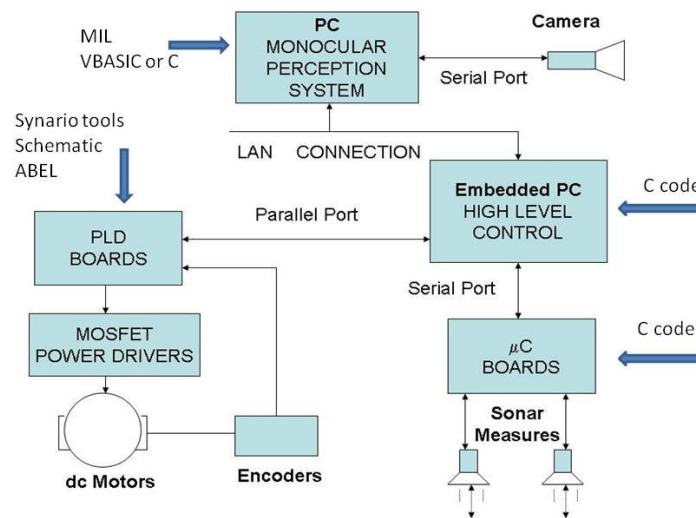 MIL
VBASIC or C
PC
MONOCULAR
PERCEPTION
SYSTEM
Camera
Serial Port
Synario tools
Schematic
ABEL
LAN CONNECTION
Embedded PC
HIGH LEVEL
CONTROL
C code
Parallel Port
PLD
BOARDS
Serial Port
MOSFET
POWER DRIVERS
μC
BOARDS
C code
Sonar
Measures
dc Motors
Encoders